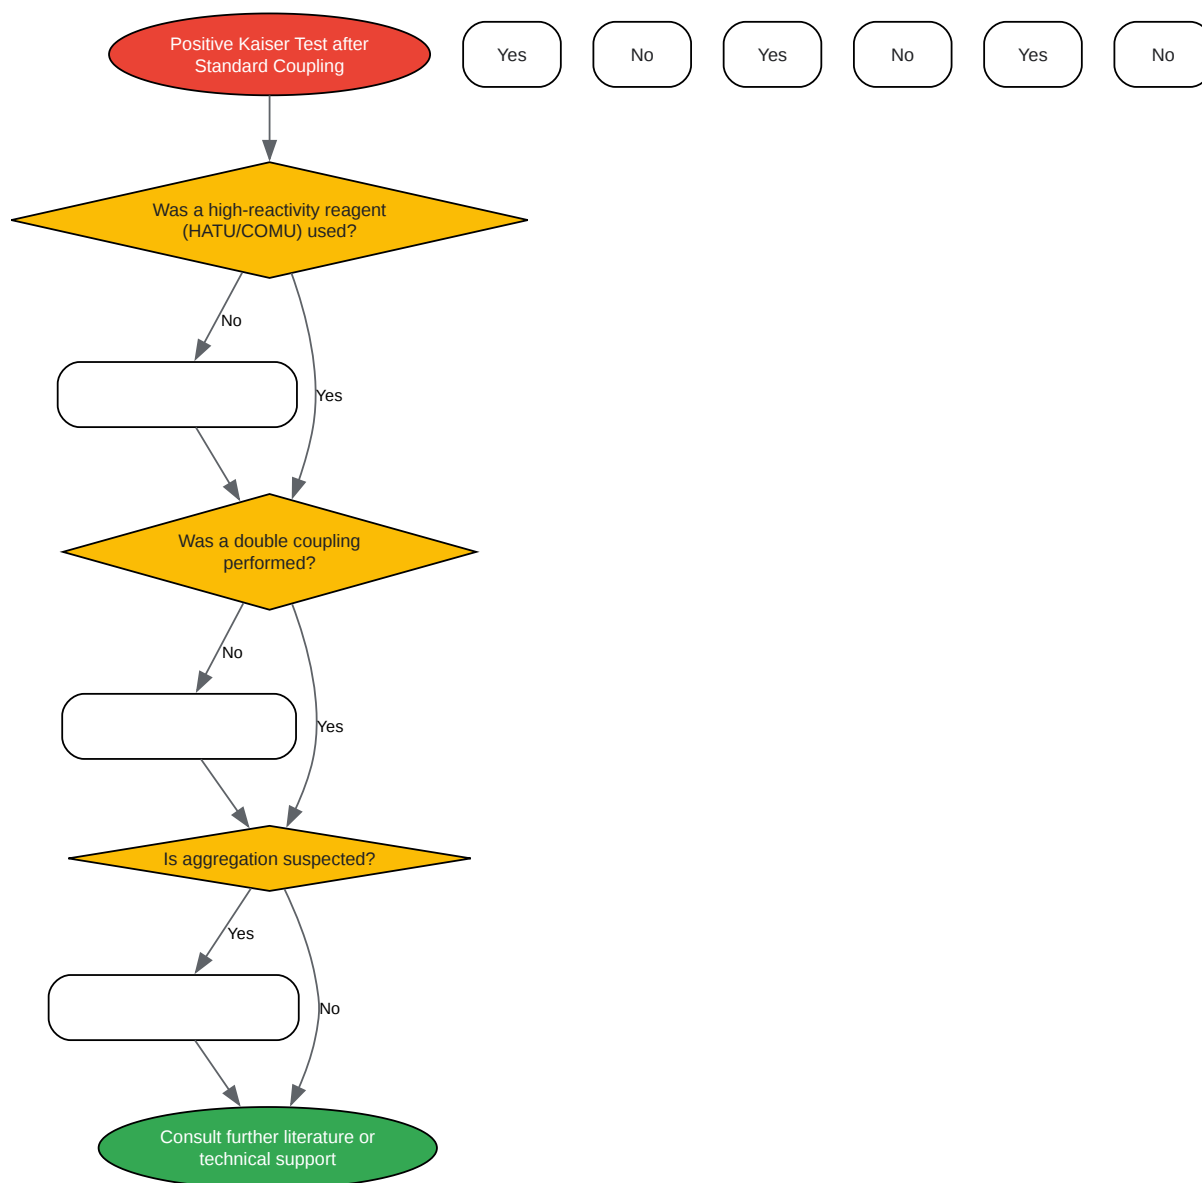 Positive Kaiser Test after
Standard Coupling
Yes
No
Yes
No
Yes
No
Was a high-reactivity reagent
(HATU/COMU) used?
No
Yes
Was a double coupling
performed?
No
Yes
Is aggregation suspected?
Yes
No
Consult further literature or
technical support